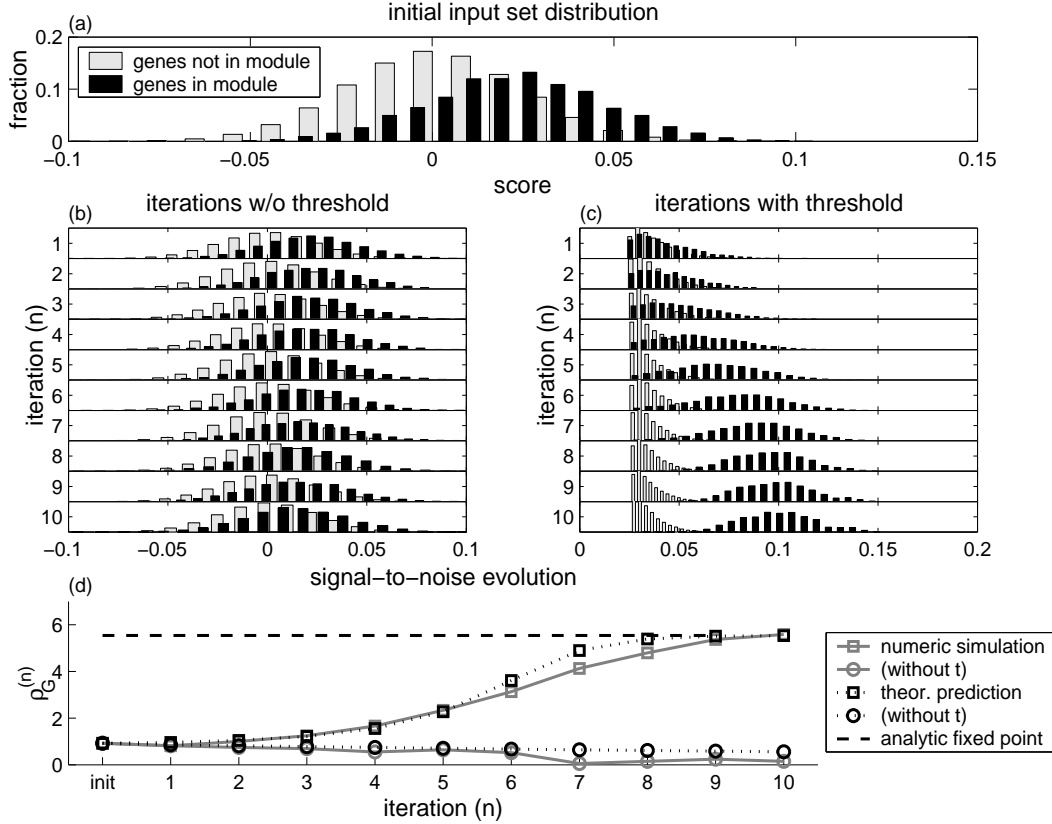 initial input set distribution
(a)
0.2
0.1
0
fraction
genes not in module
genes in module
−0.1
−0.05
0
0.05
0.1
0.15
score
(b)
iterations w/o threshold
iteration (n)
1
2
3
4
5
6
7
8
9
10
−0.1
−0.05
0
0.05
0.1
(c)
iterations with threshold
iteration (n)
1
2
3
4
5
6
7
8
9
10
0
0.05
0.1
0.15
0.2
signal−to−noise evolution
(d)
6
4
2
0
ρG(n)
init
1
2
3
4
5
6
7
8
9
10
iteration (n)
numeric simulation
(without t)
theor. prediction
(without t)
analytic fixed point